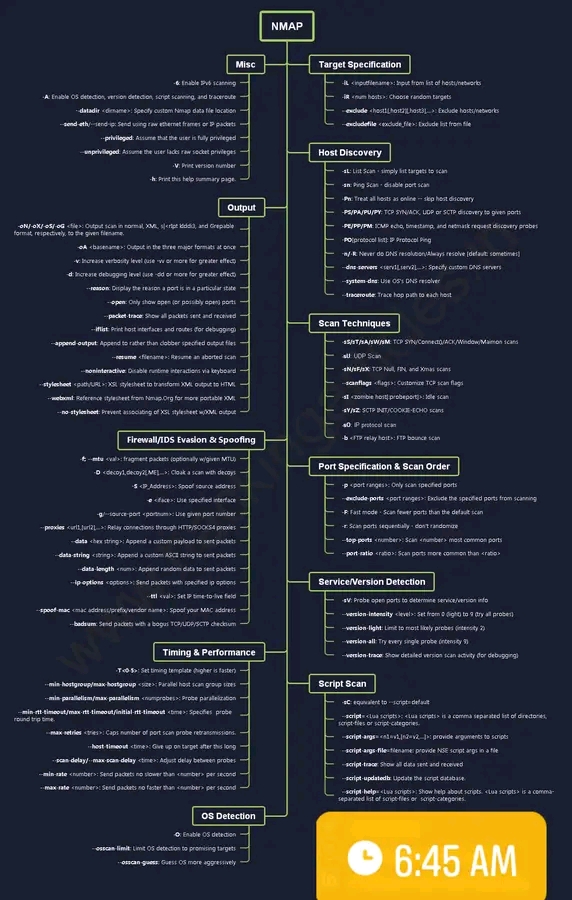 NMAP
Misc
-6: Enable IPv6 scanning
-A: Enable OS detection, version detection, script scanning, and traceroute
--datadir <dirname>: Specify custom Nmap data file location
--send-eth/--send-ip: Send using raw ethernet frames or IP packets
--privileged: Assume that the user is fully privileged
--unprivileged: Assume the user lacks raw socket privileges
-V: Print version number
-h: Print this help summary page.
Output
-oN/-oX/-oS/-oG <file>: Output scan in normal, XML, s|<rIpt kIddi3, and Grepable
format, respectively, to the given filename.
-oA <basename>: Output in the three major formats at once
-v: Increase verbosity level (use -vv or more for greater effect)
-d: Increase debugging level (use -dd or more for greater effect)
--reason: Display the reason a port is in a particular state
--open: Only show open (or possibly open) ports
--packet-trace: Show all packets sent and received
--iflist: Print host interfaces and routes (for debugging)
--append-output: Append to rather than clobber specified output files
--resume <filename>: Resume an aborted scan
--noninteractive: Disable runtime interactions via keyboard
--stylesheet <path/URL>: XSL stylesheet to transform XML output to HTML
--webxml: Reference stylesheet from Nmap.Org for more portable XML
--no-stylesheet: Prevent associating of XSL stylesheet w/XML output
Firewall/IDS Evasion & Spoofing
-f; --mtu <val>: fragment packets (optionally w/given MTU)
-D <decoy1,decoy2[,ME],...>: Cloak a scan with decoys
-S <IP_Address>: Spoof source address
-e <iface>: Use specified interface
-g/--source-port <portnum>: Use given port number
--proxies <url1,[url2],...>: Relay connections through HTTP/SOCKS4 proxies
--data <hex string>: Append a custom payload to sent packets
--data-string <string>: Append a custom ASCII string to sent packets
--data-length <num>: Append random data to sent packets
--ip-options <options>: Send packets with specified ip options
--ttl <val>: Set IP time-to-live field
--spoof-mac <mac address/prefix/vendor name>: Spoof your MAC address
--badsum: Send packets with a bogus TCP/UDP/SCTP checksum
Timing & Performance
-T<0-5>: Set timing template (higher is faster)
--min-hostgroup/max-hostgroup <size>: Parallel host scan group sizes
--min-parallelism/max-parallelism <numprobes>: Probe parallelization
--min-rtt-timeout/max-rtt-timeout/initial-rtt-timeout <time>: Specifies probe
round trip time.
--max-retries <tries>: Caps number of port scan probe retransmissions.
--host-timeout <time>: Give up on target after this long
--scan-delay/--max-scan-delay <time>: Adjust delay between probes
--min-rate <number>: Send packets no slower than <number> per second
--max-rate <number>: Send packets no faster than <number> per second
OS Detection
-O: Enable OS detection
--osscan-limit: Limit OS detection to promising targets
--osscan-guess: Guess OS more aggressively
Target Specification
-iL <inputfilename>: Input from list of hosts/networks
-iR <num hosts>: Choose random targets
--exclude <host1[,host2][,host3],...>: Exclude hosts/networks
--excludefile <exclude_file>: Exclude list from file
Host Discovery
-sL: List Scan - simply list targets to scan
-sn: Ping Scan - disable port scan
-Pn: Treat all hosts as online -- skip host discovery
-PS/PA/PU/PY: TCP SYN/ACK, UDP or SCTP discovery to given ports
-PE/PP/PM: ICMP echo, timestamp, and netmask request discovery probes
-PO[protocol list]: IP Protocol Ping
-n/-R: Never do DNS resolution/Always resolve [default: sometimes]
--dns-servers <serv1[,serv2],...>: Specify custom DNS servers
--system-dns: Use OS's DNS resolver
--traceroute: Trace hop path to each host
Scan Techniques
-sS/sT/sA/sW/sM: TCP SYN/Connect()/ACK/Window/Maimon scans
-sU: UDP Scan
-sN/sF/sX: TCP Null, FIN, and Xmas scans
--scanflags <flags>: Customize TCP scan flags
-sI <zombie host[:probeport]>: Idle scan
-sY/sZ: SCTP INIT/COOKIE-ECHO scans
-sO: IP protocol scan
-b <FTP relay host>: FTP bounce scan
Port Specification & Scan Order
-p <port ranges>: Only scan specified ports
--exclude-ports <port ranges>: Exclude the specified ports from scanning
-F: Fast mode - Scan fewer ports than the default scan
-r: Scan ports sequentially - don't randomize
--top-ports <number>: Scan <number> most common ports
--port-ratio <ratio>: Scan ports more common than <ratio>
Service/Version Detection
-sV: Probe open ports to determine service/version info
--version-intensity <level>: Set from 0 (light) to 9 (try all probes)
--version-light: Limit to most likely probes (intensity 2)
--version-all: Try every single probe (intensity 9)
--version-trace: Show detailed version scan activity (for debugging)
Script Scan
-sC: equivalent to --script=default
--script=<Lua scripts>: <Lua scripts> is a comma separated list of directories,
script-files or script-categories.
--script-args=<n1=v1,[n2=v2,...]>: provide arguments to scripts
--script-args-file=filename: provide NSE script args in a file
--script-trace: Show all data sent and received
--script-updatedb: Update the script database.
--script-help=<Lua scripts>: Show help about scripts. <Lua scripts> is a comma-
separated list of script-files or script-categories.
6:45 AM